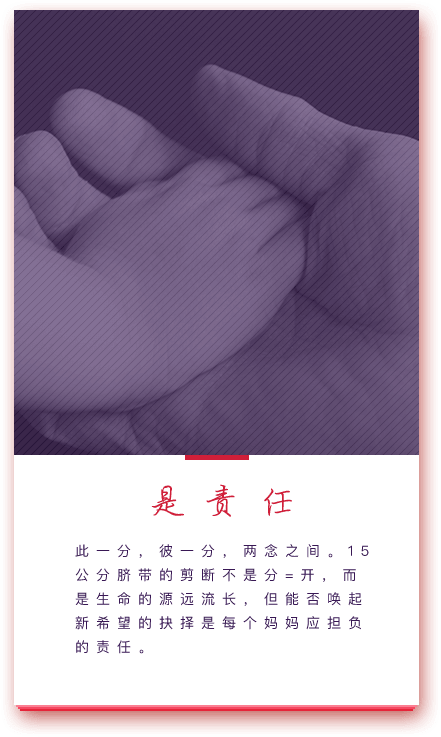 是责任
此一分，彼一分，两念之间。15
公分脐带的剪断不是分=开，而
是生命的源远流长，但能否唤起
新希望的抉择是每个妈妈应担负
的责任。